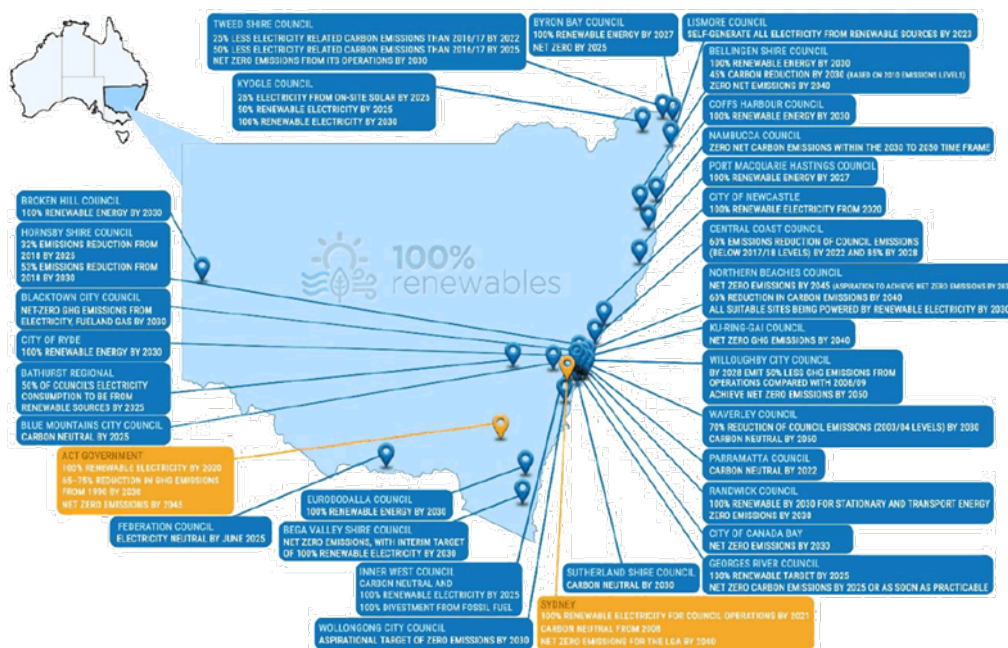 TWEED SHIRE COUNCIL
25% LESS ELECTRICITY RELATED CARBON EMISSIONS THAN 2016/17 BY 2022
50% LESS ELECTRICITY RELATED CARBON EMISSIONS THAN 2016/17 BY 2025
NET ZERO EMISSIONS FROM ITS OPERATIONS BY 2030
BYRON BAY COUNCIL
100% RENEWABLE ENERGY BY 2027
NET ZERO BY 2025
LISMORE COUNCIL
SELF-GENERATE ALL ELECTRICITY FROM RENEWABLE SOURCES BY 2023
KYOGLE COUNCIL
25% ELECTRICITY FROM ON-SITE SOLAR BY 2025
50% RENEWABLE ELECTRICITY BY 2025
100% RENEWABLE ELECTRICITY BY 2030
BELLINGEN SHIRE COUNCIL
100% RENEWABLE ENERGY BY 2030
45% CARBON REDUCTION BY 2030 (BASED ON 2010 EMISSIONS LEVELS)
ZERO NET EMISSIONS BY 2040
COFFS HARBOUR COUNCIL
100% RENEWABLE ENERGY BY 2030
NAMBUCCA COUNCIL
ZERO NET CARBON EMISSIONS WITHIN THE 2030 TO 2050 TIME FRAME
PORT MACQUARIE HASTINGS COUNCIL
100% RENEWABLE ENERGY BY 2027
CITY OF NEWCASTLE
100% RENEWABLE ELECTRICITY FROM 2020
CENTRAL COAST COUNCIL
60% EMISSIONS REDUCTION OF COUNCIL EMISSIONS
(BELOW 2017/18 LEVELS) BY 2022 AND 85% BY 2028
NORTHERN BEACHES COUNCIL
NET ZERO EMISSIONS BY 2045 (ASPIRATION TO ACHIEVE NET ZERO EMISSIONS BY
60% REDUCTION IN CARBON EMISSIONS BY 2040
ALL SUITABLE SITES BEING POWERED BY RENEWABLE ELECTRICITY BY 2030
KU-RING-GAI COUNCIL
NET ZERO GHG EMISSIONS BY 2040
WILLOUGHBY CITY COUNCIL
BY 2028 EMIT 50% LESS GHG EMISSIONS FROM
OPERATIONS COMPARED WITH 2008/09
ACHIEVE NET ZERO EMISSIONS BY 2050
WAVERLEY COUNCIL
70% REDUCTION OF COUNCIL EMISSIONS (2003/04 LEVELS) BY 2030
CARBON NEUTRAL BY 2050
PARRAMATTA COUNCIL
CARBON NEUTRAL BY 2022
RANDWICK COUNCIL
100% RENEWABLE BY 2030 FOR STATIONARY AND TRANSPORT ENERGY
ZERO EMISSIONS BY 2030
CITY OF CANADA BAY
NET ZERO EMISSIONS BY 2030
GEORGES RIVER COUNCIL
100% RENEWABLE TARGET BY 2025
NET ZERO CARBON EMISSIONS BY 2025 OR AS SOON AS PRACTICABLE
100%
renewables
BROKEN HILL COUNCIL
100% RENEWABLE ENERGY BY 2030
HORNSBY SHIRE COUNCIL
32% EMISSIONS REDUCTION FROM
2018 BY 2025
53% EMISSIONS REDUCTION FROM
2018 BY 2030
BLACKTOWN CITY COUNCIL
NET-ZERO GHG EMISSIONS FROM
ELECTRICITY, FUELAND GAS BY 2030
CITY OF RYDE
100% RENEWABLE ENERGY BY 2030
BATHURST REGIONAL
50% OF COUNCIL'S ELECTRICITY
CONSUMPTION TO BE FROM
RENEWABLE SOURCES BY 2025
BLUE MOUNTAINS CITY COUNCIL
CARBON NEUTRAL BY 2025
ACT GOVERNMENT
100% RENEWABLE ELECTRICITY BY 2020
65-75% REDUCTION IN GHG EMISSIONS
FROM 1990 BY 2030
NET ZERO EMISSIONS BY 2045
FEDERATION COUNCIL
ELECTRICITY NEUTRAL BY JUNE 2025
EUROBODALLA COUNCIL
100% RENEWABLE ENERGY BY 2030
BEGA VALLEY SHIRE COUNCIL
NET ZERO EMISSIONS, WITH INTERIM TARGET
OF 100% RENEWABLE ELECTRICITY BY 2030
INNER WEST COUNCIL
CARBON NEUTRAL AND
100% RENEWABLE ELECTRICITY BY 2025
100% DIVESTMENT FROM FOSSIL FUEL
WOLLONGONG CITY COUNCIL
ASPIRATIONAL TARGET OF ZERO EMISSIONS BY 2030
SUTHERLAND SHIRE COUNCIL
CARBON NEUTRAL BY 2030
SYDNEY
100% RENEWABLE ELECTRICITY FOR COUNCIL OPERATIONS BY 2021
CARBON NEUTRAL FROM 2008
NET ZERO EMISSIONS FOR THE LGA BY 2040